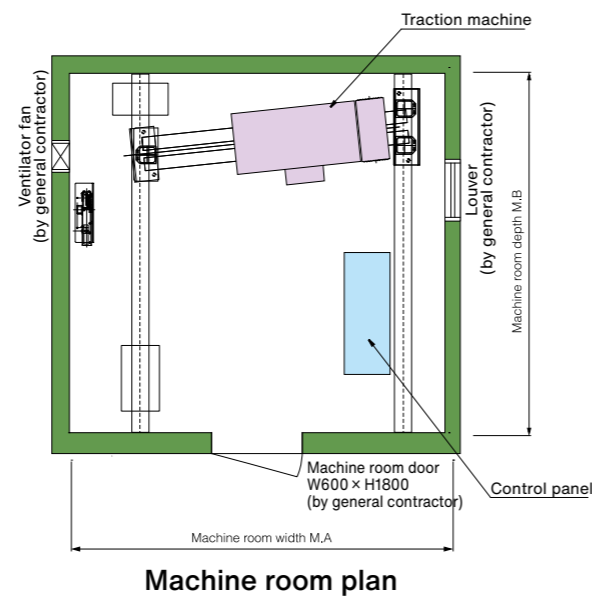 Traction machine
Ventilator fan
(by general contractor)
Louver
(by general contractor)
Machine room depth M.B
Machine room door
W600 × H1800
(by general contractor)
Control panel
Machine room width M.A
Machine room plan